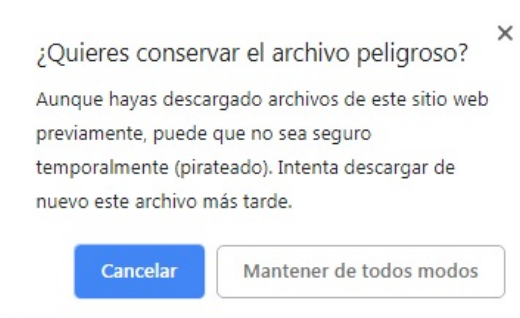 ¿Quieres conservar el archivo peligroso?
Aunque hayas descargado archivos de este sitio web
previamente, puede que no sea seguro
temporalmente (pirateado). Intenta descargar de
nuevo este archivo más tarde.
Cancelar
Mantener de todos modos